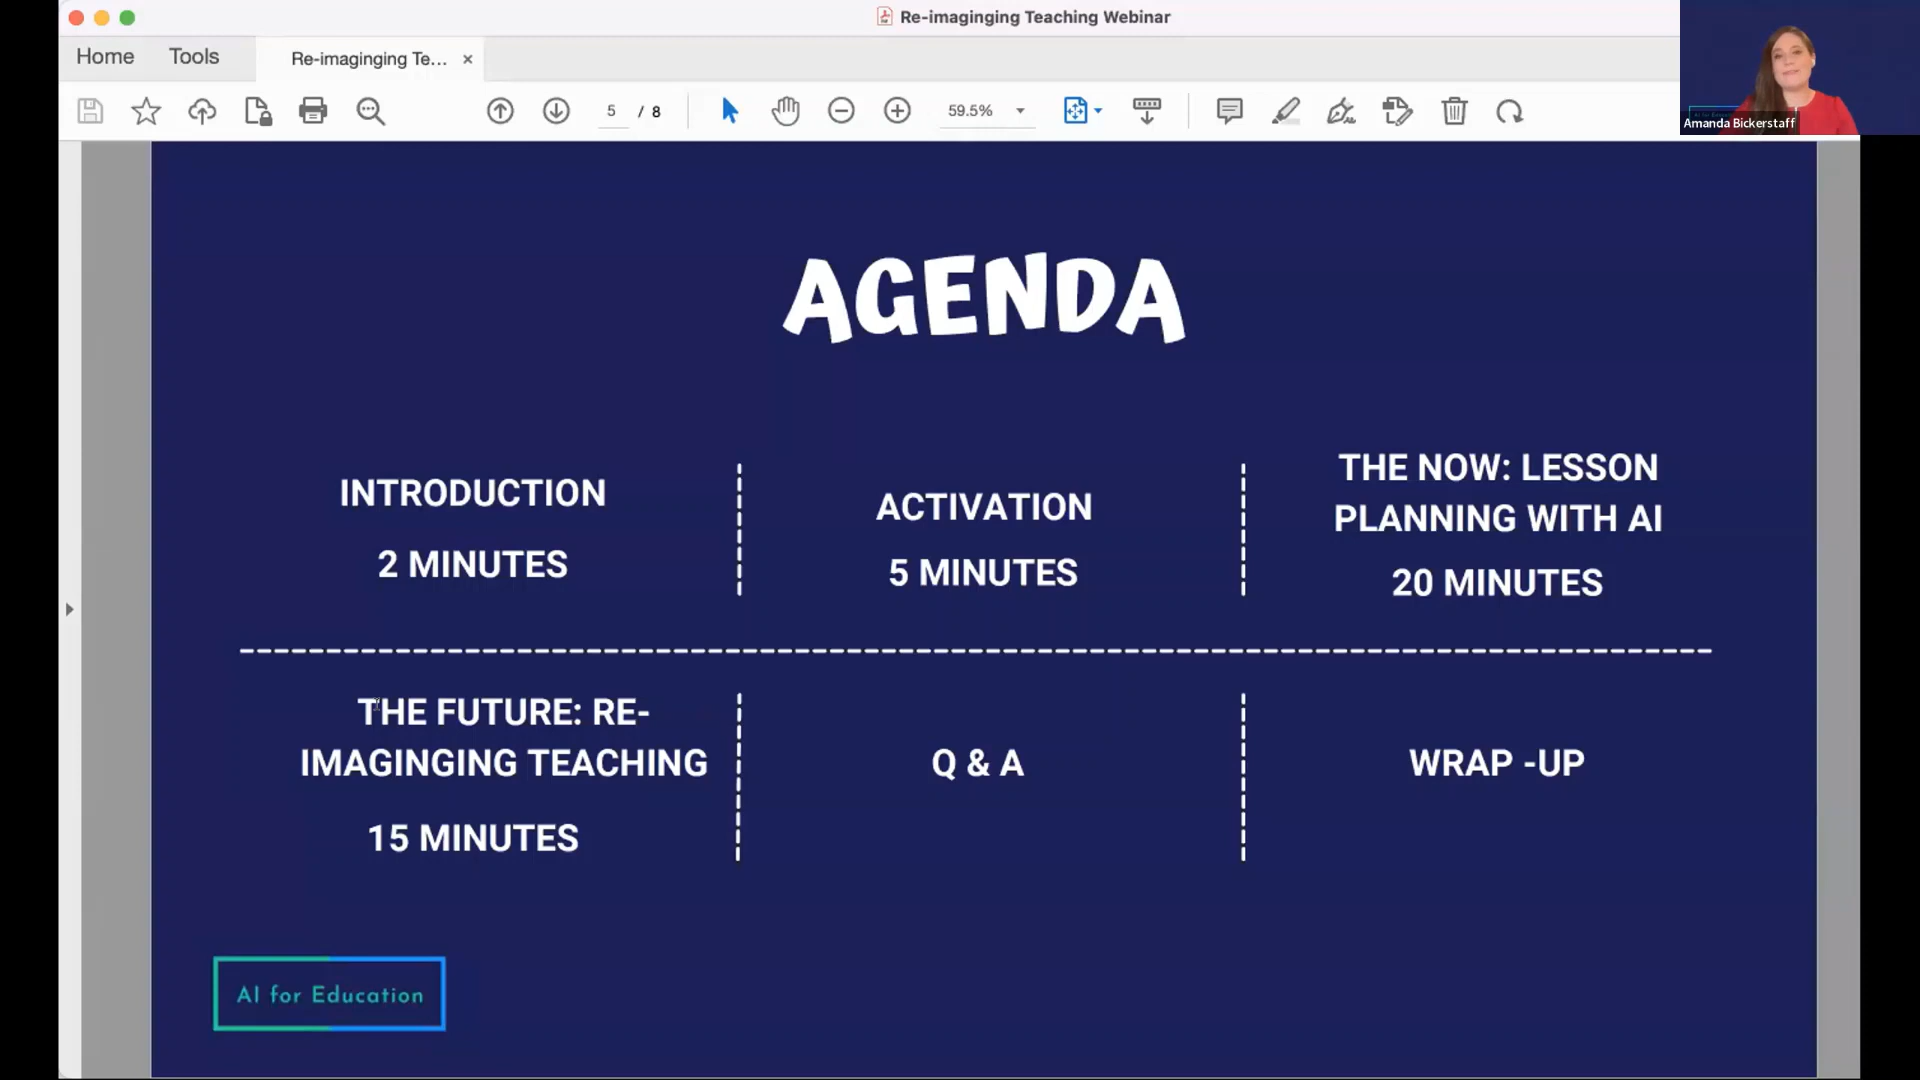 Re-imaginging Teaching Webinar
Home
Tools
Re-imaginging Te...
5 / 8
59.5%
Amanda Bickerstaff
AGENDA
INTRODUCTION
2 MINUTES
ACTIVATION
5 MINUTES
THE NOW: LESSON
PLANNING WITH AI
20 MINUTES
THE FUTURE: RE-
IMAGINGING TEACHING
15 MINUTES
Q & A
WRAP -UP
AI for Education